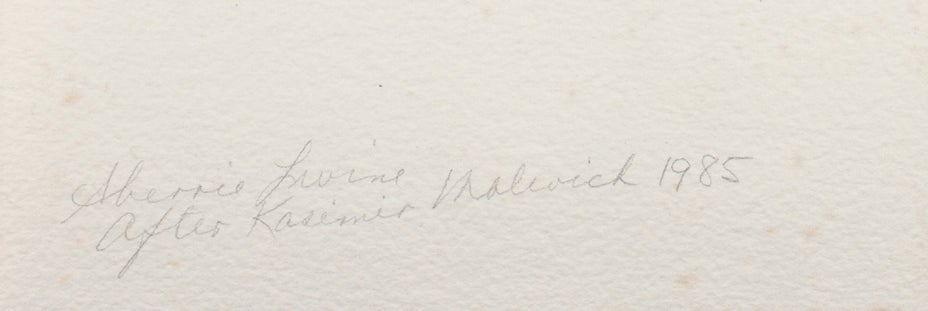 Sherrie Levine
After Kasimir Malevich 1985